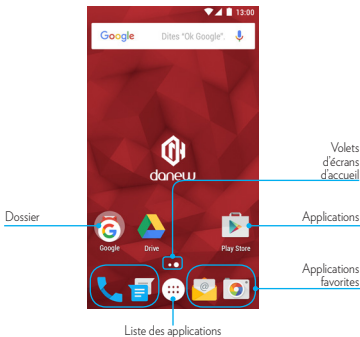 13:00
Google
Dites "Ok Google".
danew
Volets
d'écrans
d'accueil
Dossier
Applications
Google
Drive
Play Store
Applications
favorites
Liste des applications